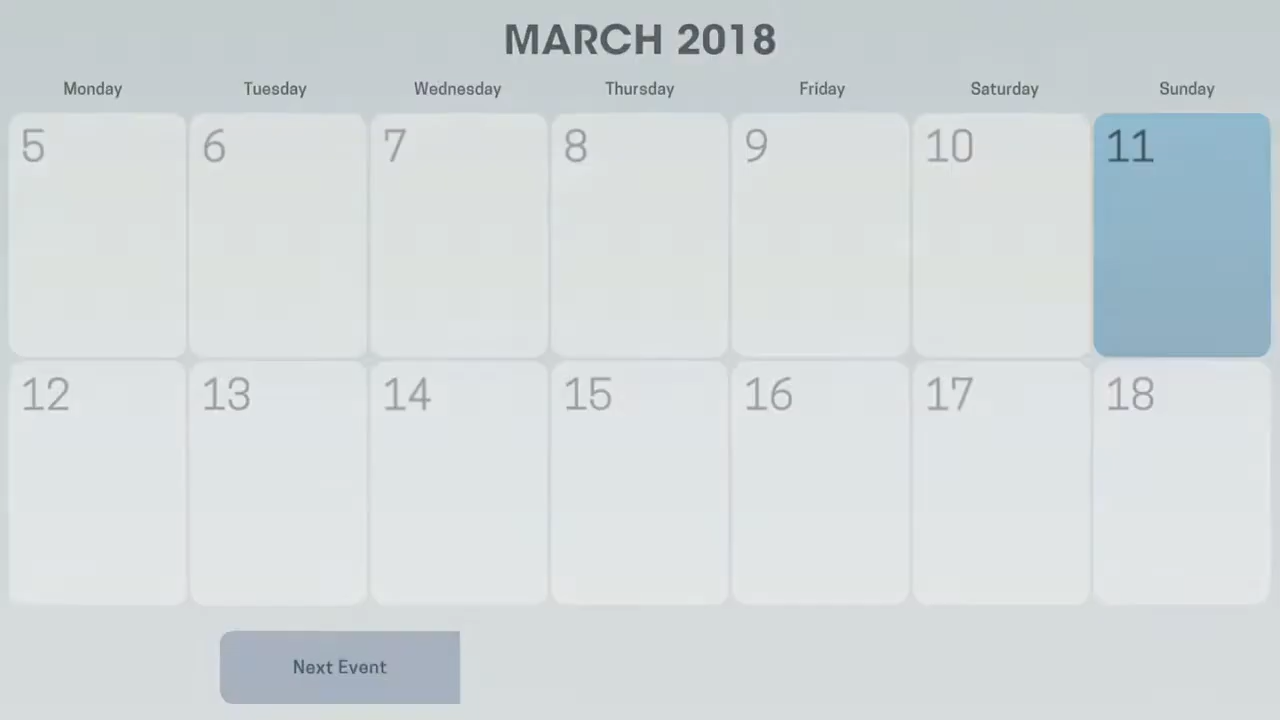 MARCH 2018
Monday Tuesday Wednesday Thursday Friday Saturday Sunday
5 6 7 8 9 10 11
12 13 14 15 16 17 18
Next Event